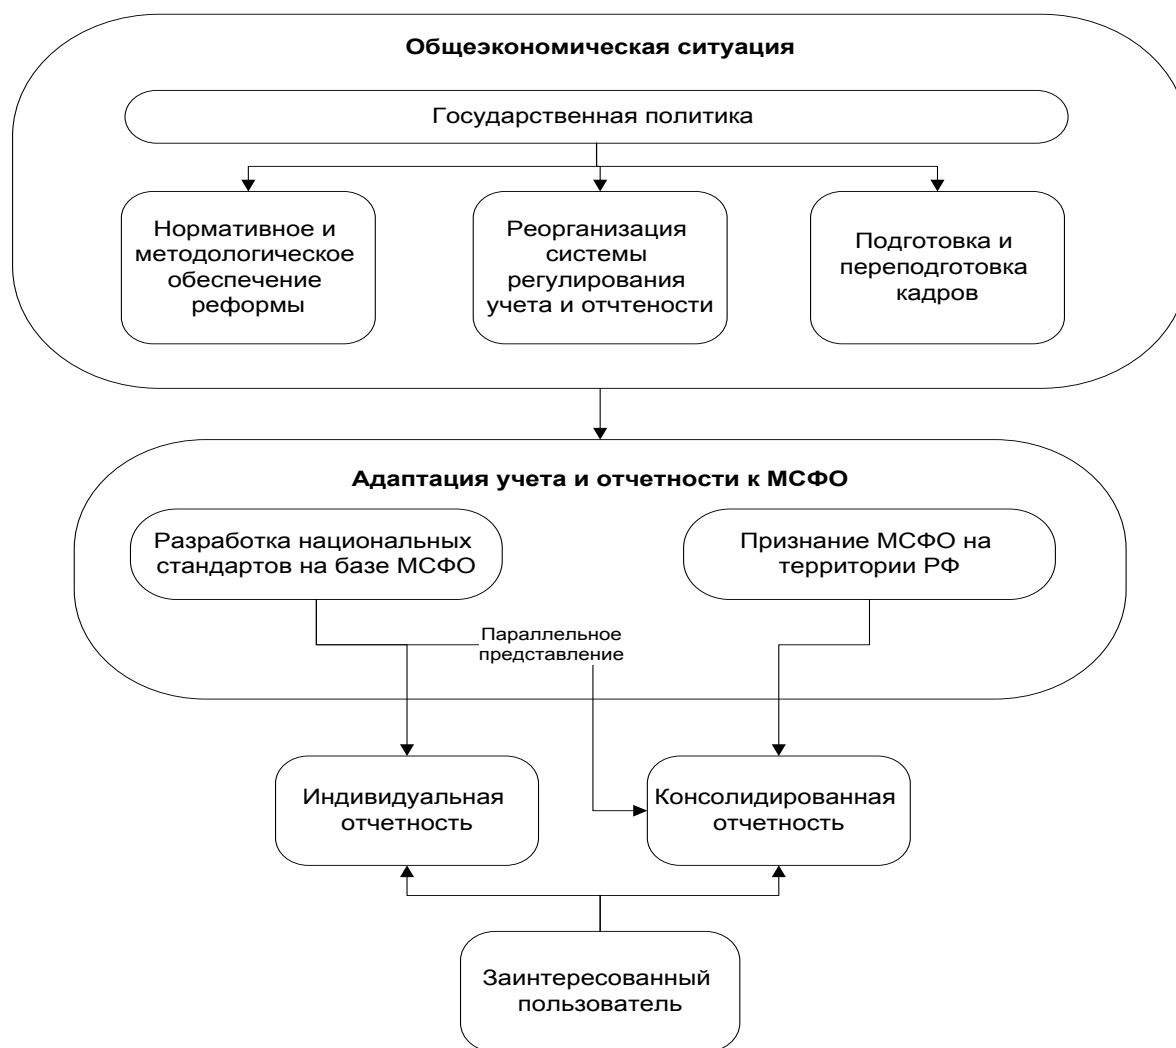 Общеэкономическая ситуация
Государственная политика
Нормативное и
методологическое
обеспечение
реформы
Реорганизация
системы
регулирования
учета и отчтености
Подготовка и
переподготовка
кадров
Адаптация учета и отчетности к МСФО
Разработка национальных
стандартов на базе МСФО
Признание МСФО на
территории РФ
Параллельное
представление
Индивидуальная
отчетность
Консолидированная
отчетность
Заинтересованный
пользователь